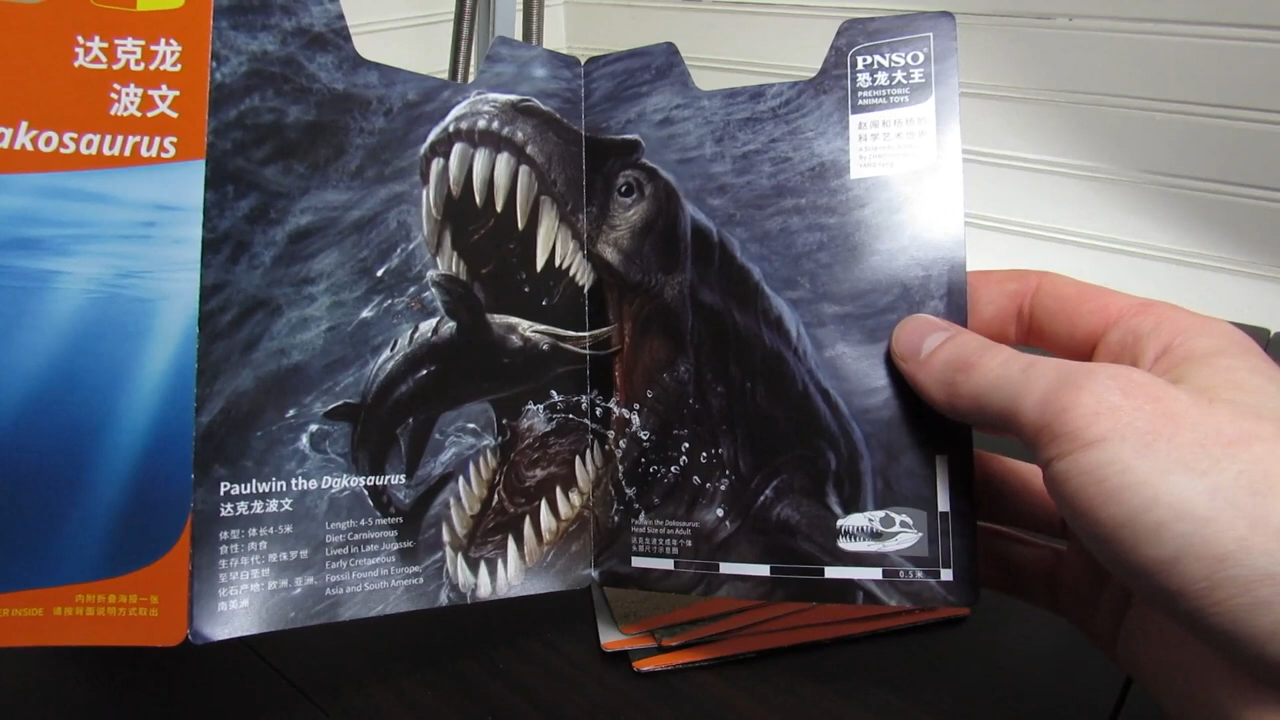 达克龙
波文
akosaurus
内附折叠海报一张
ER INSIDE 请按背面说明方式取出
PNSO®
恐龙大王
PREHISTORIC
ANIMAL TOYS
赵闯和杨杨的
科学艺术世界
Paulwin the Dakosaurus
达克龙波文
体型：体长4-5米
食性：肉食
生存年代：晚侏罗世
至早白垩世
化石产地：欧洲、亚洲、
南美洲
Length: 4-5 meters
Diet: Carnivorous
Lived in Late Jurassic-
Early Cretaceous
Fossil Found in Europe,
Asia and South America
Paulwin the Dakosaurus:
Head Size of an Adult
达克龙波文成年个体
头部尺寸示意图
0.5米